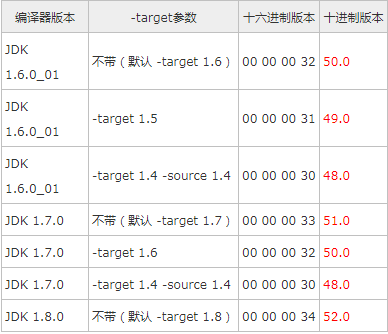 编译器版本 -target参数 十六进制版本 十进制版本
JDK
1.6.0_01 不带（默认 -target 1.6） 00 00 00 32 50.0
JDK
1.6.0_01 -target 1.5 00 00 00 31 49.0
JDK
1.6.0_01 -target 1.4 -source 1.4 00 00 00 30 48.0
JDK 1.7.0 不带（默认 -target 1.7） 00 00 00 33 51.0
JDK 1.7.0 -target 1.6 00 00 00 32 50.0
JDK 1.7.0 -target 1.4 -source 1.4 00 00 00 30 48.0
JDK 1.8.0 不带（默认 -target 1.8） 00 00 00 34 52.0